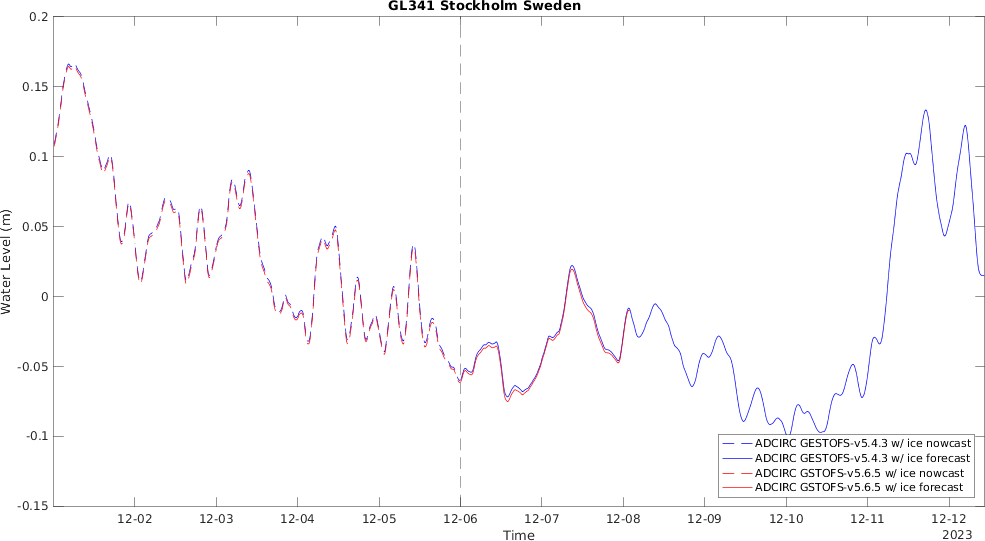 GL341 Stockholm Sweden
0.2
0.15
0.1
0.05
0
-0.05
-0.1
-0.15
Water Level (m)
12-02 12-03 12-04 12-05 12-06 12-07 12-08 12-09 12-10 12-11 12-12
Time
2023
ADCIRC GESTOFS-v5.4.3 w/ ice nowcast
ADCIRC GESTOFS-v5.4.3 w/ ice forecast
ADCIRC GSTOFS-v5.6.5 w/ ice nowcast
ADCIRC GSTOFS-v5.6.5 w/ ice forecast